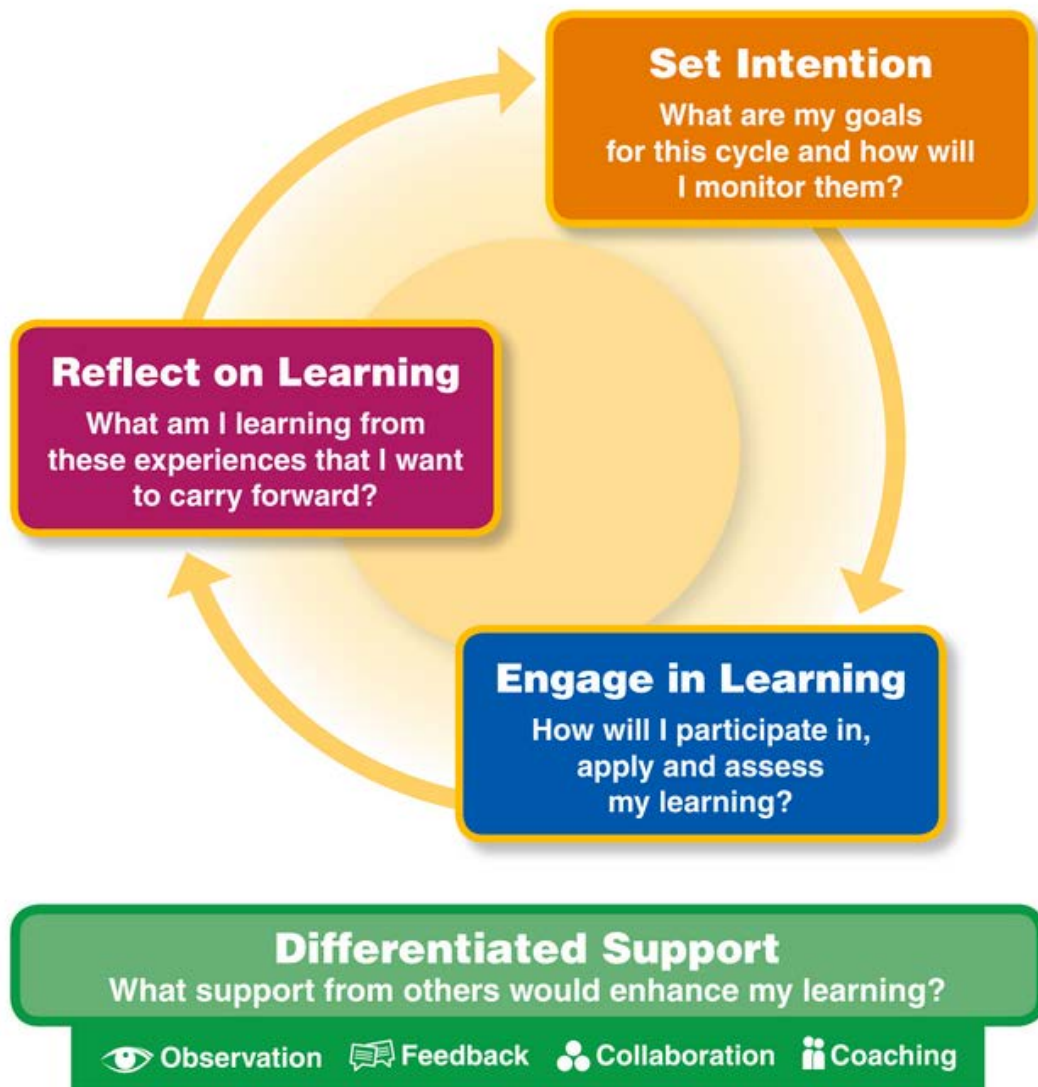 Set Intention
What are my goals
for this cycle and how will
I monitor them?
Reflect on Learning
What am I learning from
these experiences that I want
to carry forward?
Engage in Learning
How will I participate in,
apply and assess
my learning?
Differentiated Support
What support from others would enhance my learning?
Observation Feedback Collaboration Coaching